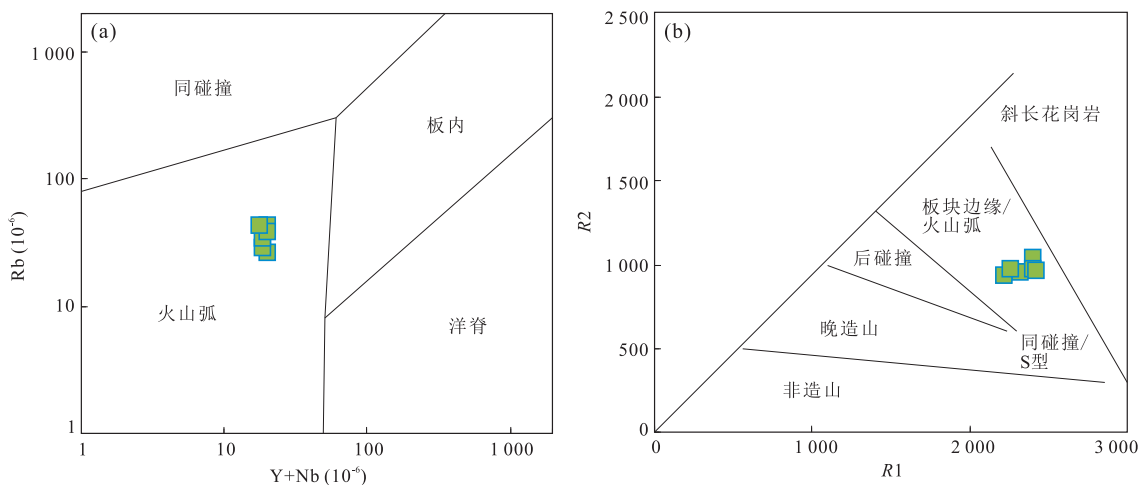 (a)
1 000
100
10
1
Rb (10⁻⁶)
同碰撞
板内
火山弧
洋脊
1
10
100
1 000
Y+Nb (10⁻⁶)
(b)
2 500
2 000
1 500
1 000
500
0
R2
斜长花岗岩
板块边缘/
火山弧
后碰撞
晚造山
同碰撞/
S型
非造山
0
1 000
2 000
3 000
R1